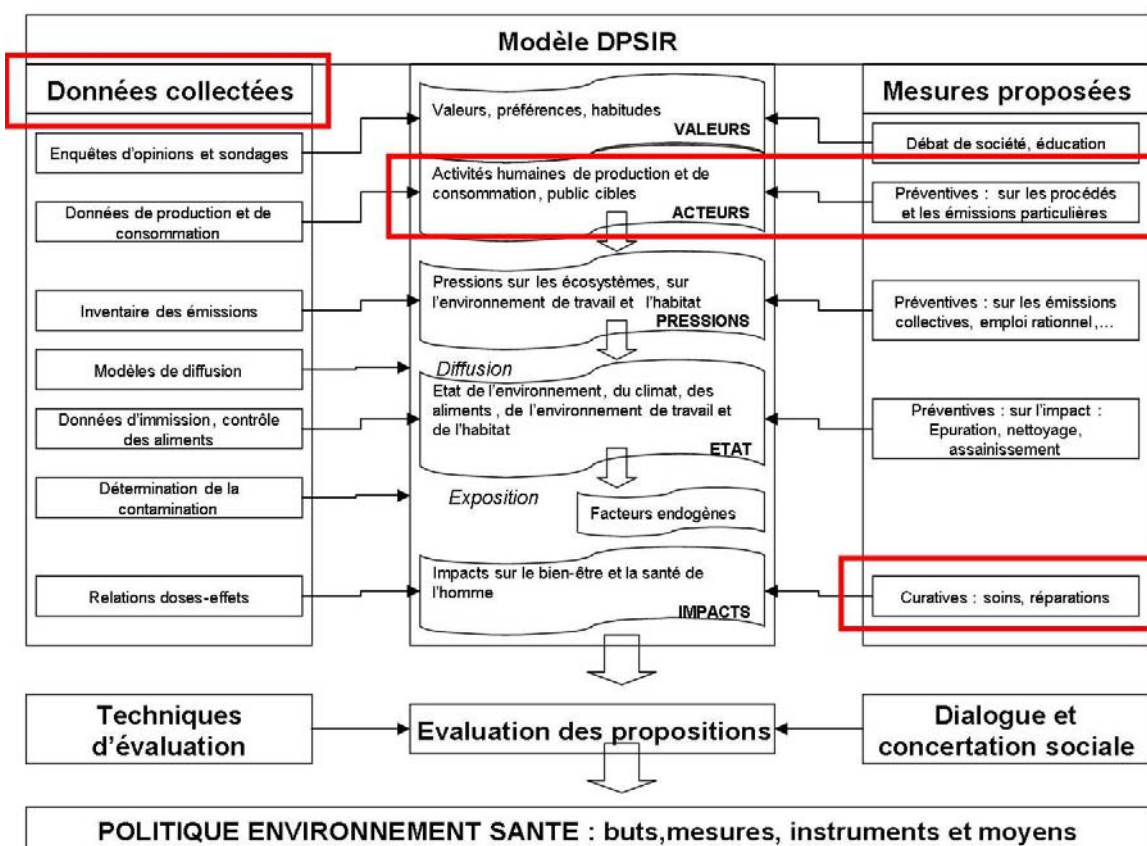 Modèle DPSIR
Données collectées
Enquêtes d'opinions et sondages
Données de production et de
consommation
Inventaire des émissions
Modèles de diffusion
Données d'immission, contrôle
des aliments
Détermination de la
contamination
Relations doses-effets
Valeurs, préférences, habitudes
VALEURS
Activités humaines de production et de
consommation, public cibles
ACTEURS
Pressions sur les écosystèmes, sur
l'environnement de travail et l'habitat
PRESSIONS
Diffusion
Etat de l'environnement, du climat, des
aliments , de l'environnement de travail et
de l'habitat
ETAT
Exposition
Facteurs endogènes
Impacts sur le bien-être et la santé de
l'homme
IMPACTS
Mesures proposées
Débat de société, éducation
Préventives : sur les procédés
et les émissions particulières
Préventives : sur les émissions
collectives, emploi rationnel,...
Préventives : sur l'impact :
Epuration, nettoyage,
assainissement
Curatives : soins, réparations
Techniques
d'évaluation
Evaluation des propositions
Dialogue et
concertation sociale
POLITIQUE ENVIRONNEMENT SANTE : buts,mesures, instruments et moyens